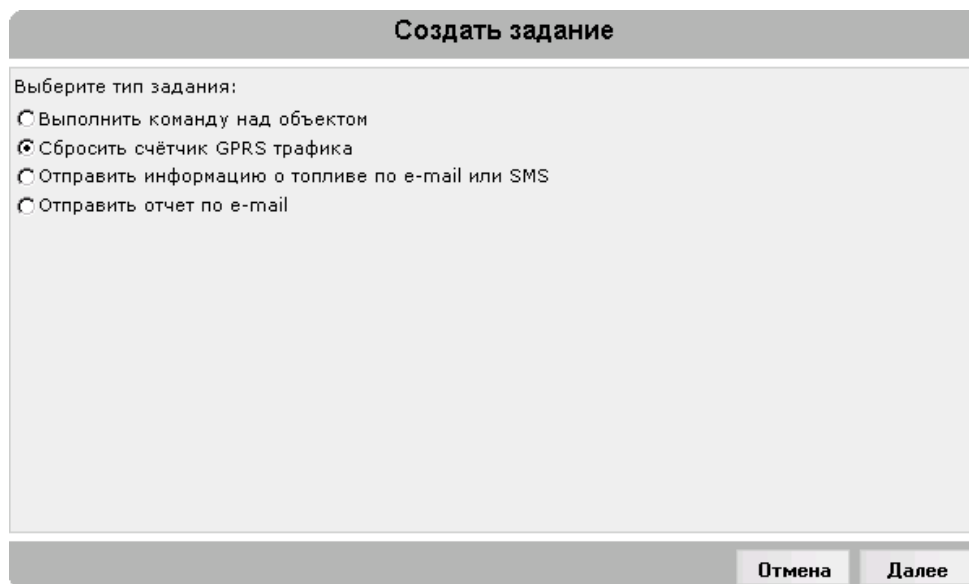 Создать задание
Выберите тип задания:
Выполнить команду над объектом
Сбросить счётчик GPRS трафика
Отправить информацию о топливе по e-mail или SMS
Отправить отчет по e-mail
Отмена Далее